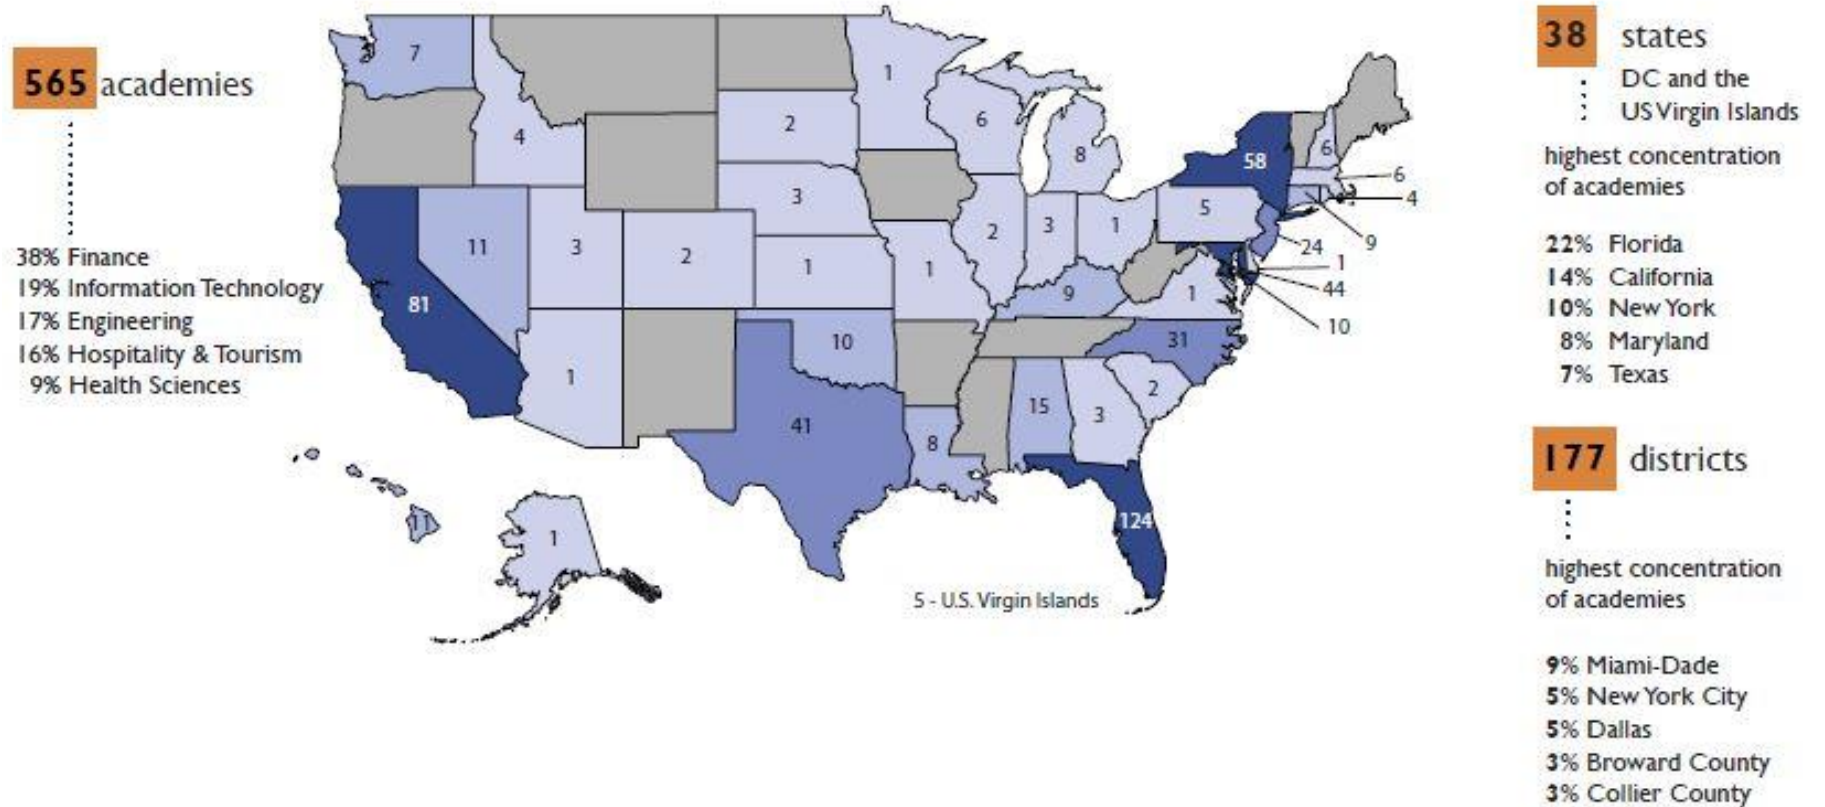 565 academies
38% Finance
19% Information Technology
17% Engineering
16% Hospitality & Tourism
9% Health Sciences
7
4
1
2
6
8
58
6
6
4
9
24
1
44
10
3
11
3
2
1
1
2
3
1
5
9
1
81
1
10
31
41
8
15
3
2
124
11
1
5 - U.S. Virgin Islands
38 states
DC and the
US Virgin Islands
highest concentration
of academies
22% Florida
14% California
10% New York
8% Maryland
7% Texas
177 districts
highest concentration
of academies
9% Miami-Dade
5% New York City
5% Dallas
3% Broward County
3% Collier County